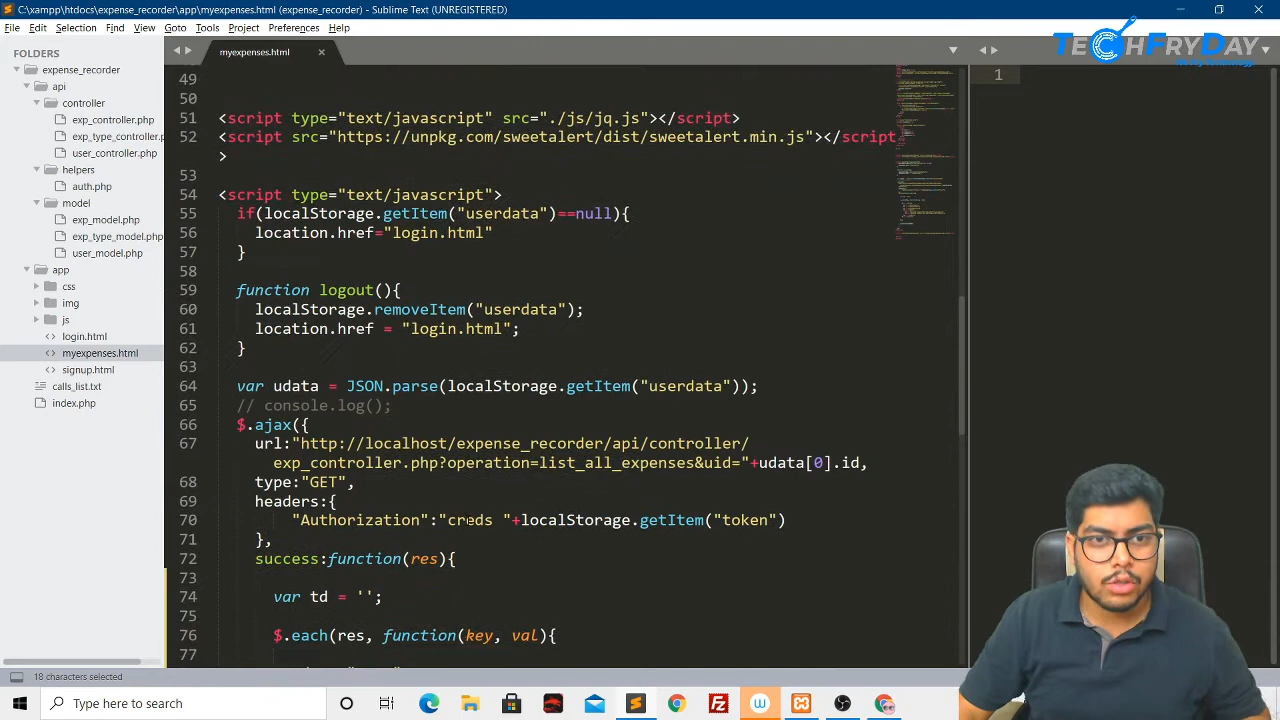 C:\xampp\htdocs\expense_recorder\app\myexpenses.html (expense_recorder) - Sublime Text (UNREGISTERED)
File Edit Selection Find View Goto Tools Project Preferences Help
TECHFRYDAY
FOLDERS
expense_recorder
api
controller
exp_controller.php
exp_type_controller.
user_controller.php
helpers
auth.php
model
exp_model.php
exp_type_model.php
user_model.php
app
css
img
js
login.html
myexpenses.html
signup.html
calls_list.txt
index.php
myexpenses.html ×
49
50
51 <script type="text/javascript" src="./js/jq.js"></script>
52 <script src="https://unpkg.com/sweetalert/dist/sweetalert.min.js"></script
>
53
54 <script type="text/javascript">
55 if(localStorage.getItem("userdata")==null){
56 location.href="login.html"
57 }
58
59 function logout(){
60 localStorage.removeItem("userdata");
61 location.href = "login.html";
62 }
63
64 var udata = JSON.parse(localStorage.getItem("userdata"));
65 // console.log();
66 $.ajax({
67 url:"http://localhost/expense_recorder/api/controller/
exp_controller.php?operation=list_all_expenses&uid="+udata[0].id,
68 type:"GET",
69 headers:{
70 "Authorization":"creds "+localStorage.getItem("token")
71 },
72 success:function(res){
73
74 var td = '';
75
76 $.each(res, function(key, val){
77
1
18 characters selected
Type here to search